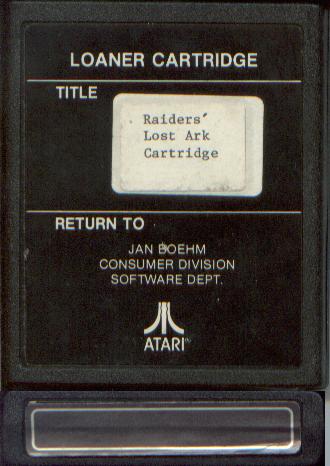 LOANER CARTRIDGE
TITLE
Raiders'
Lost Ark
Cartridge
RETURN TO
JAN BOEHM
CONSUMER DIVISION
SOFTWARE DEPT.
ATARI